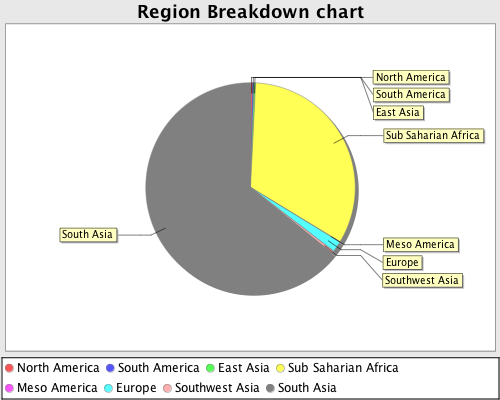 Region Breakdown chart
North America
South America
East Asia
Sub Saharian Africa
South Asia
Meso America
Europe
Southwest Asia
North America South America East Asia Sub Saharian Africa
Meso America Europe Southwest Asia South Asia